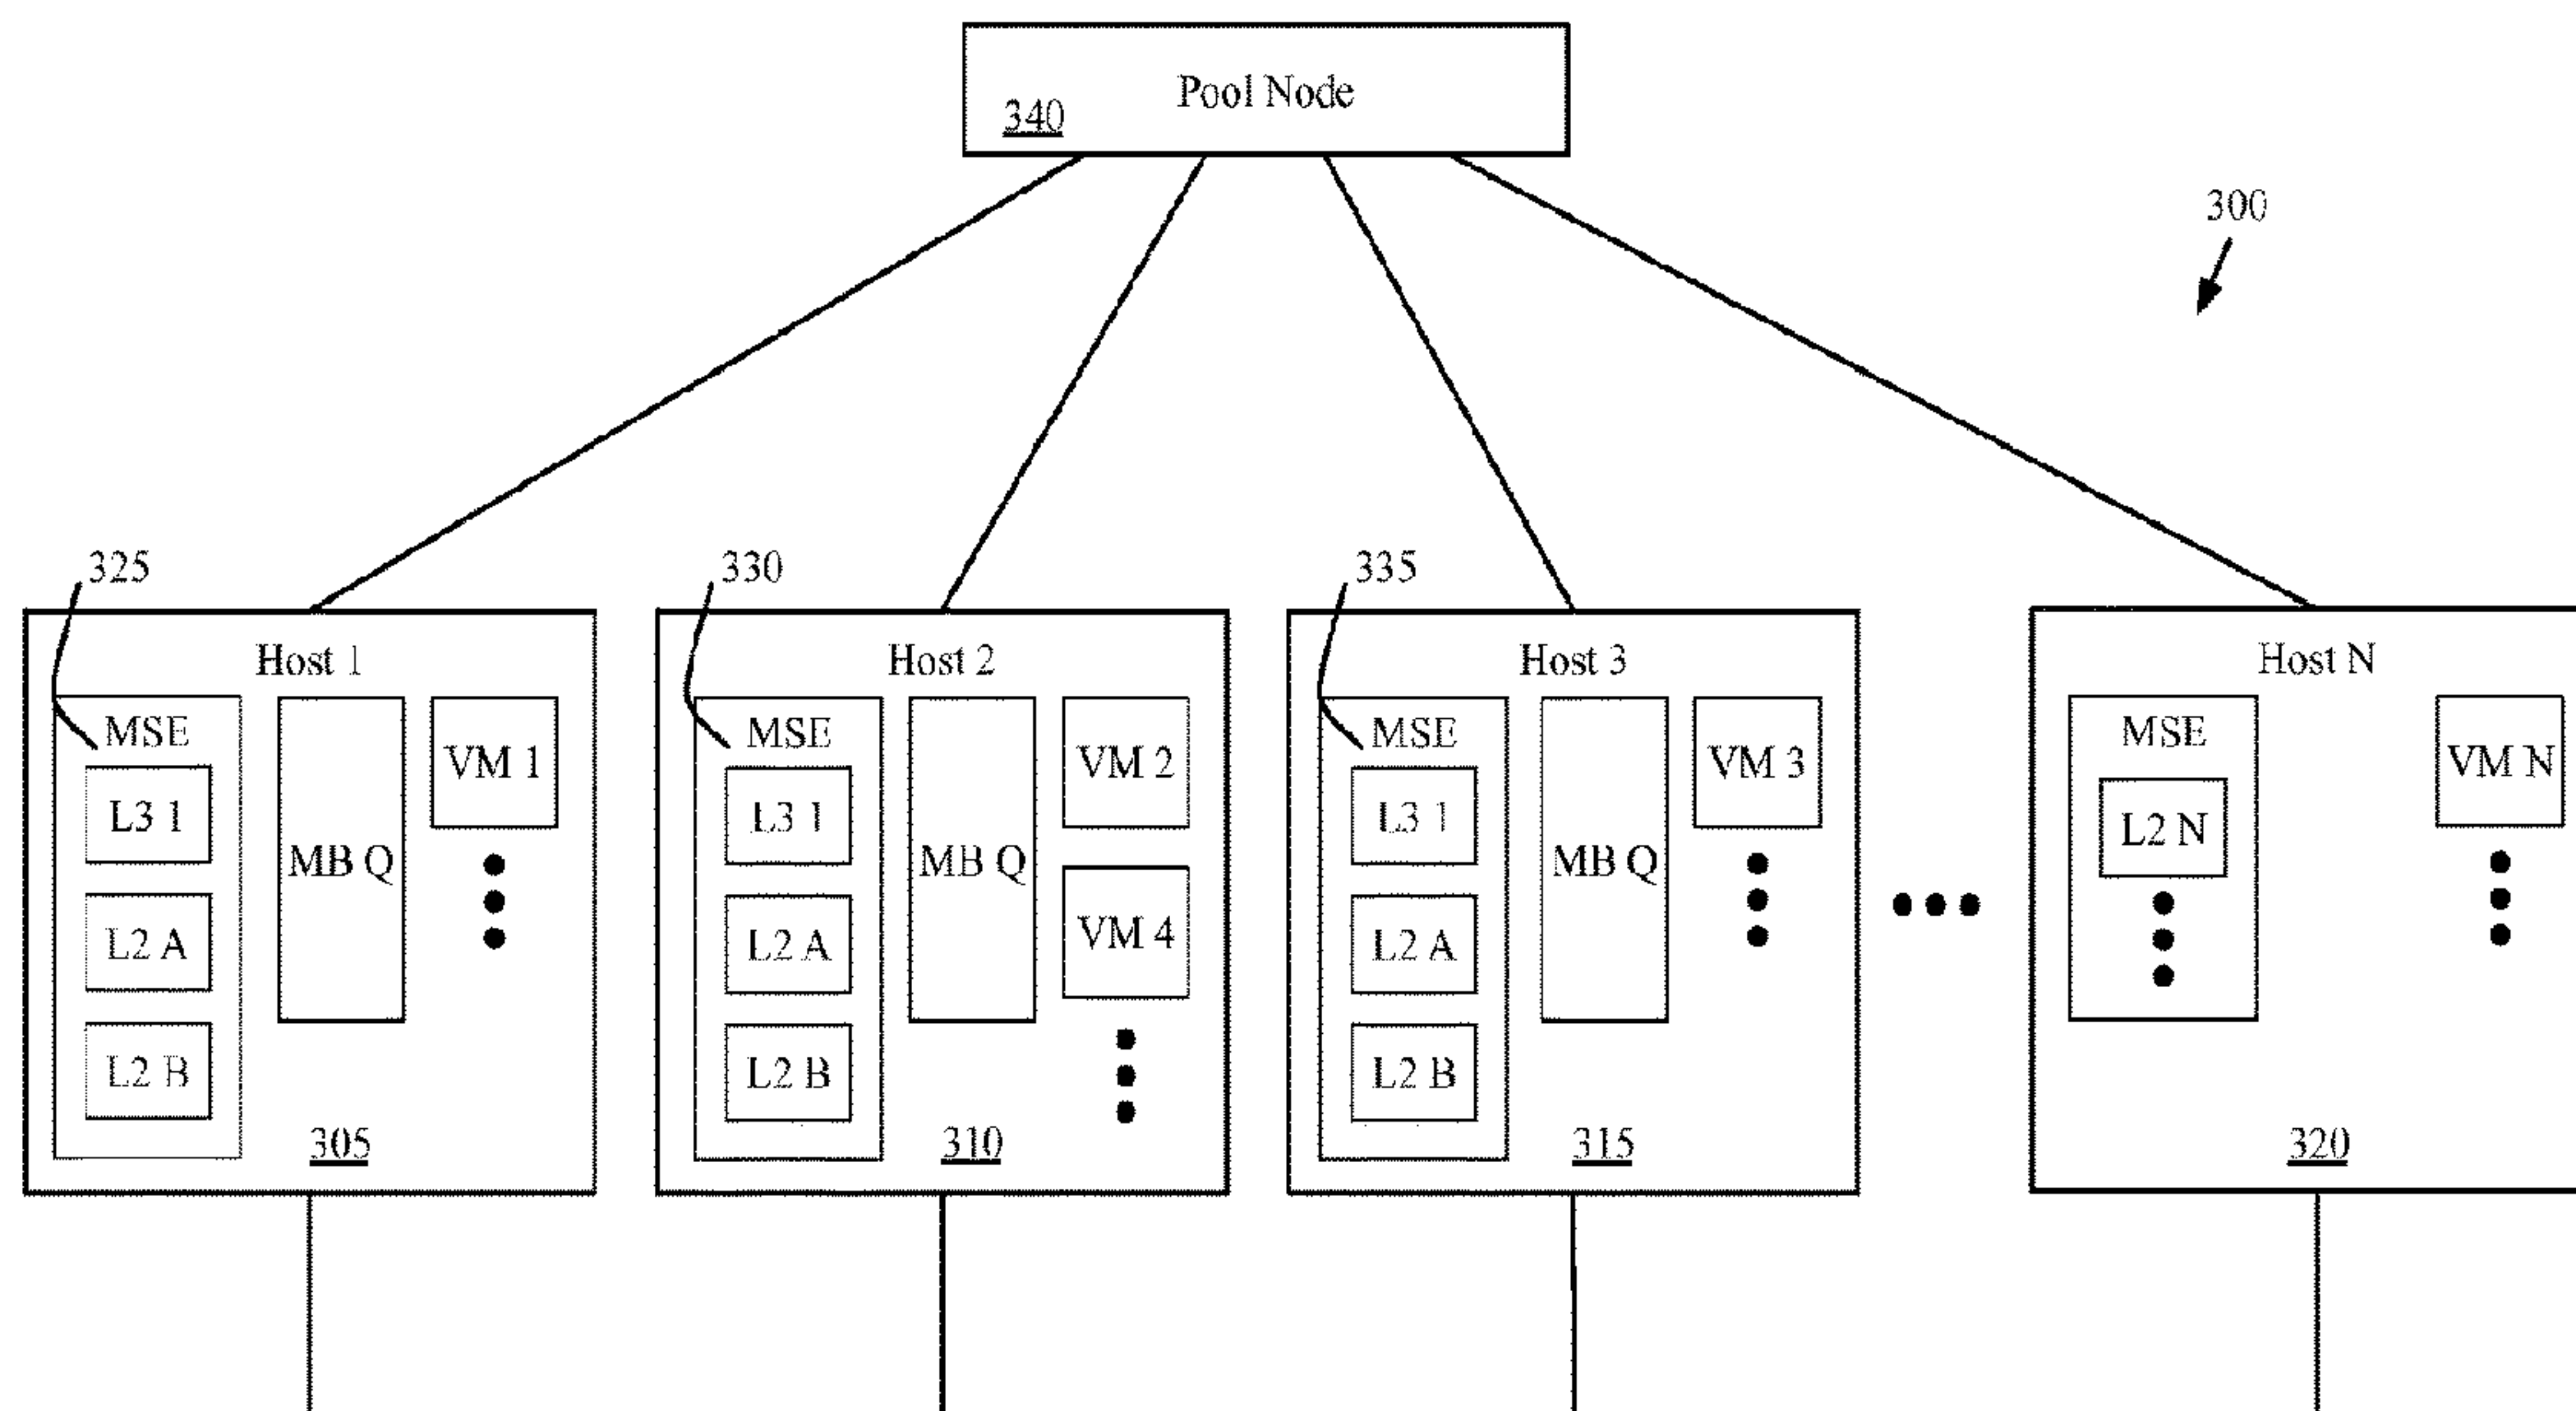 Pool Node
340
300
325
330
335
Host 1
MSE
L3 1
L2 A
L2 B
MB Q
VM 1
305
Host 2
MSE
L3 1
L2 A
L2 B
MB Q
VM 2
VM 4
310
Host 3
MSE
L3 1
L2 A
L2 B
MB Q
VM 3
315
Host N
MSE
L2 N
VM N
320